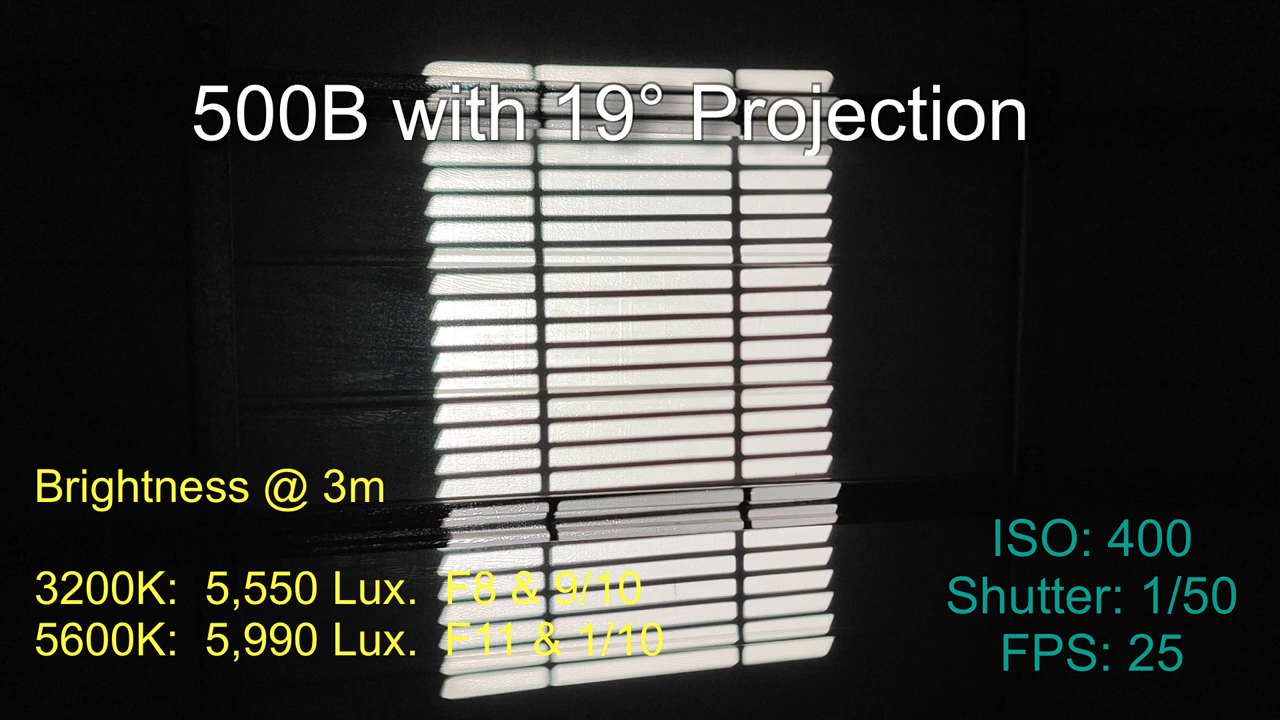 500B with 19° Projection
Brightness @ 3m
3200K: 5,550 Lux. F8 & 9/10
5600K: 5,990 Lux. F11 & 1/10
ISO: 400
Shutter: 1/50
FPS: 25